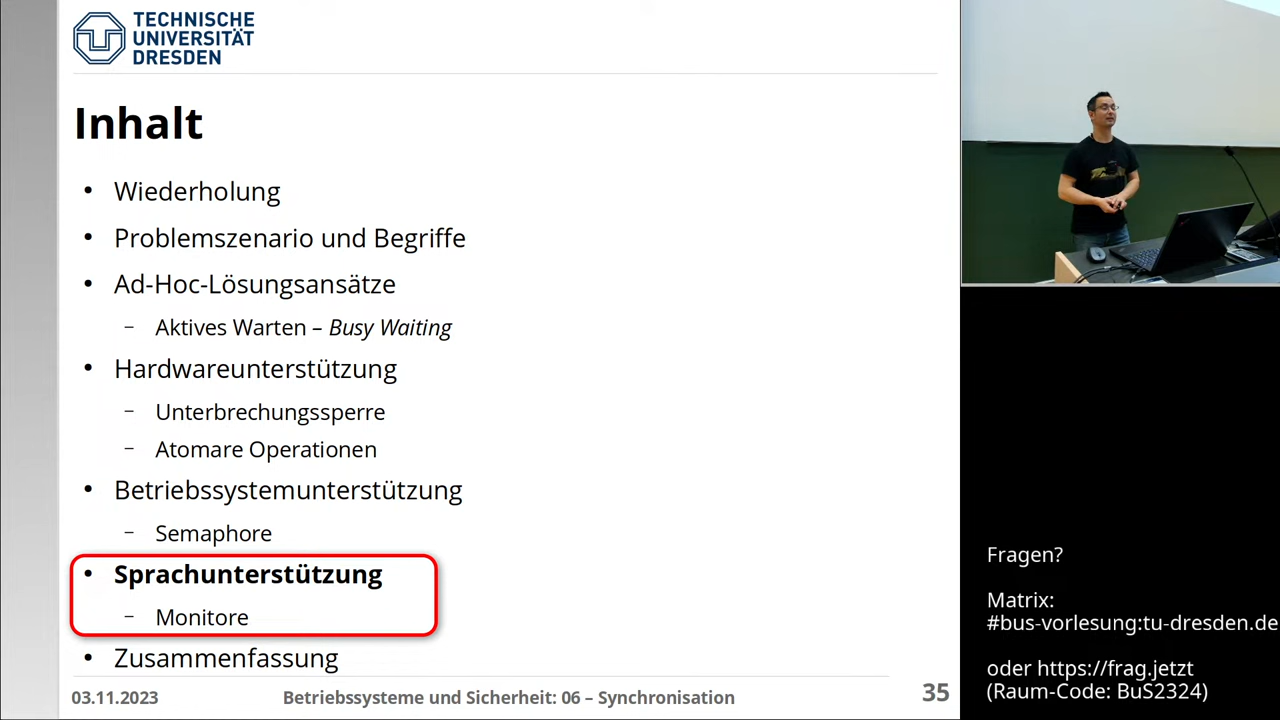 TECHNISCHE
UNIVERSITÄT
DRESDEN
Inhalt
• Wiederholung
• Problemszenario und Begriffe
• Ad-Hoc-Lösungsansätze
– Aktives Warten – Busy Waiting
• Hardwareunterstützung
– Unterbrechungssperre
– Atomare Operationen
• Betriebssystemunterstützung
– Semaphore
• Sprachunterstützung
– Monitore
• Zusammenfassung
03.11.2023 Betriebssysteme und Sicherheit: 06 – Synchronisation 35
Fragen?
Matrix:
#bus-vorlesung:tu-dresden.de
oder https://frag.jetzt
(Raum-Code: BuS2324)